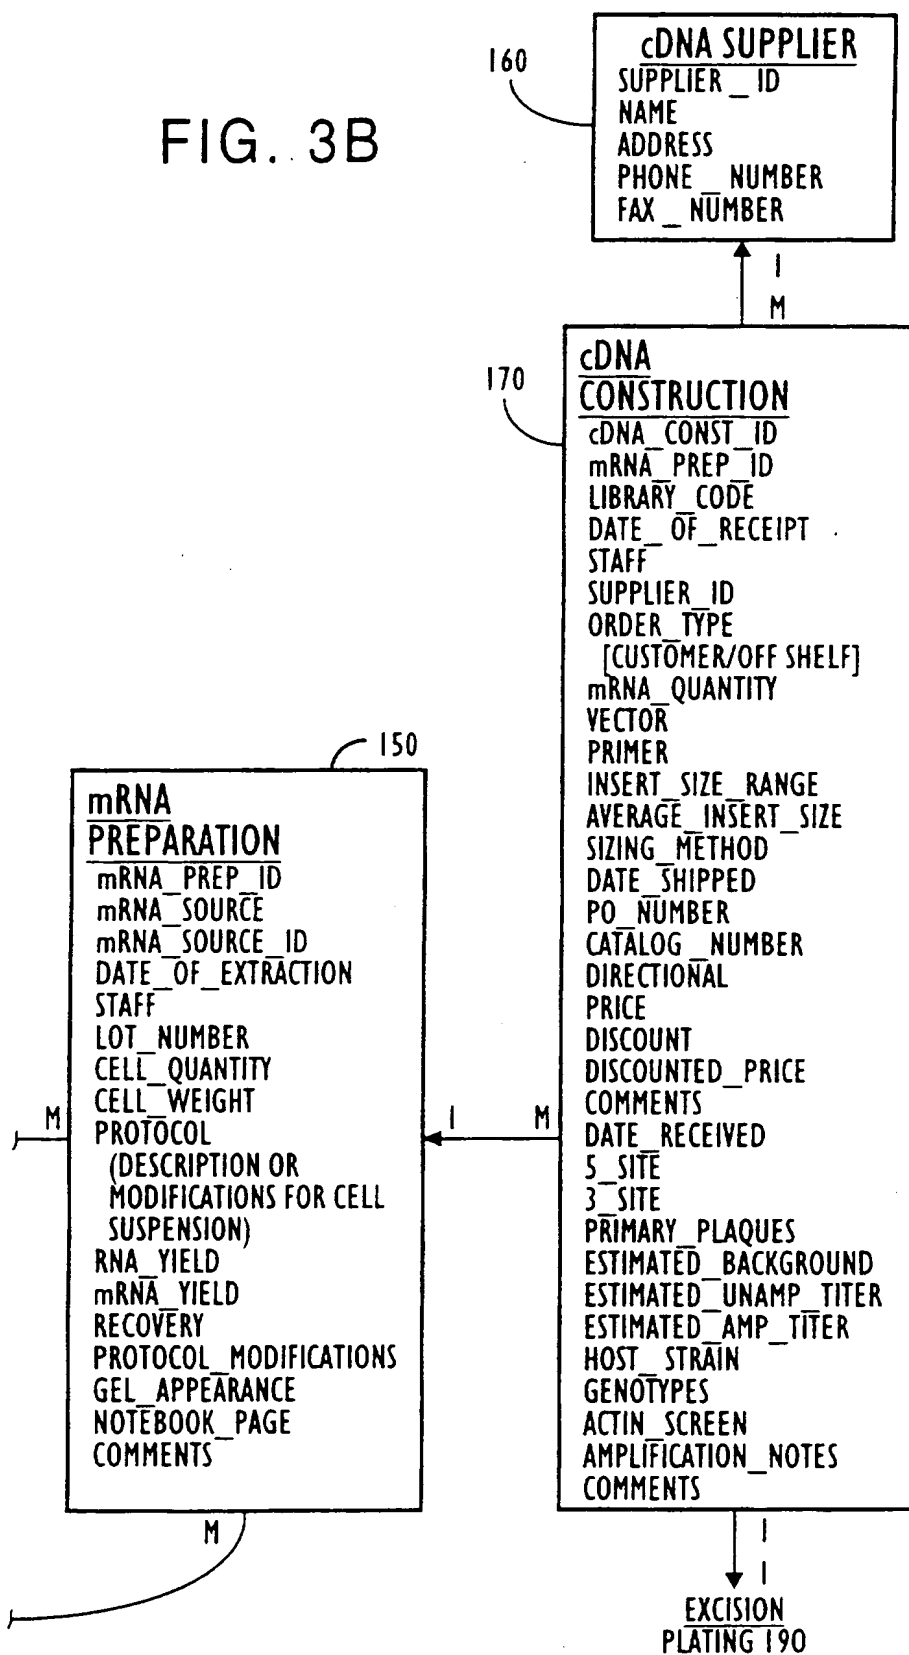 FIG. 3B
160
cDNA SUPPLIER
SUPPLIER_ID
NAME
ADDRESS
PHONE_NUMBER
FAX_NUMBER
1
M
170
cDNA
CONSTRUCTION
cDNA_CONST_ID
mRNA_PREP_ID
LIBRARY_CODE
DATE_OF_RECEIPT
STAFF
SUPPLIER_ID
ORDER_TYPE
[CUSTOMER/OFF SHELF]
mRNA_QUANTITY
VECTOR
PRIMER
INSERT_SIZE_RANGE
AVERAGE_INSERT_SIZE
SIZING_METHOD
DATE_SHIPPED
PO_NUMBER
CATALOG_NUMBER
DIRECTIONAL
PRICE
DISCOUNT
DISCOUNTED_PRICE
COMMENTS
DATE_RECEIVED
5_SITE
3_SITE
PRIMARY_PLAQUES
ESTIMATED_BACKGROUND
ESTIMATED_UNAMP_TITER
ESTIMATED_AMP_TITER
HOST_STRAIN
GENOTYPES
ACTIN_SCREEN
AMPLIFICATION_NOTES
COMMENTS
150
mRNA
PREPARATION
mRNA_PREP_ID
mRNA_SOURCE
mRNA_SOURCE_ID
DATE_OF_EXTRACTION
STAFF
LOT_NUMBER
CELL_QUANTITY
CELL_WEIGHT
PROTOCOL
(DESCRIPTION OR
MODIFICATIONS FOR CELL
SUSPENSION)
RNA_YIELD
mRNA_YIELD
RECOVERY
PROTOCOL_MODIFICATIONS
GEL_APPEARANCE
NOTEBOOK_PAGE
COMMENTS
M
1 M
M
1
1
EXCISION
PLATING 190